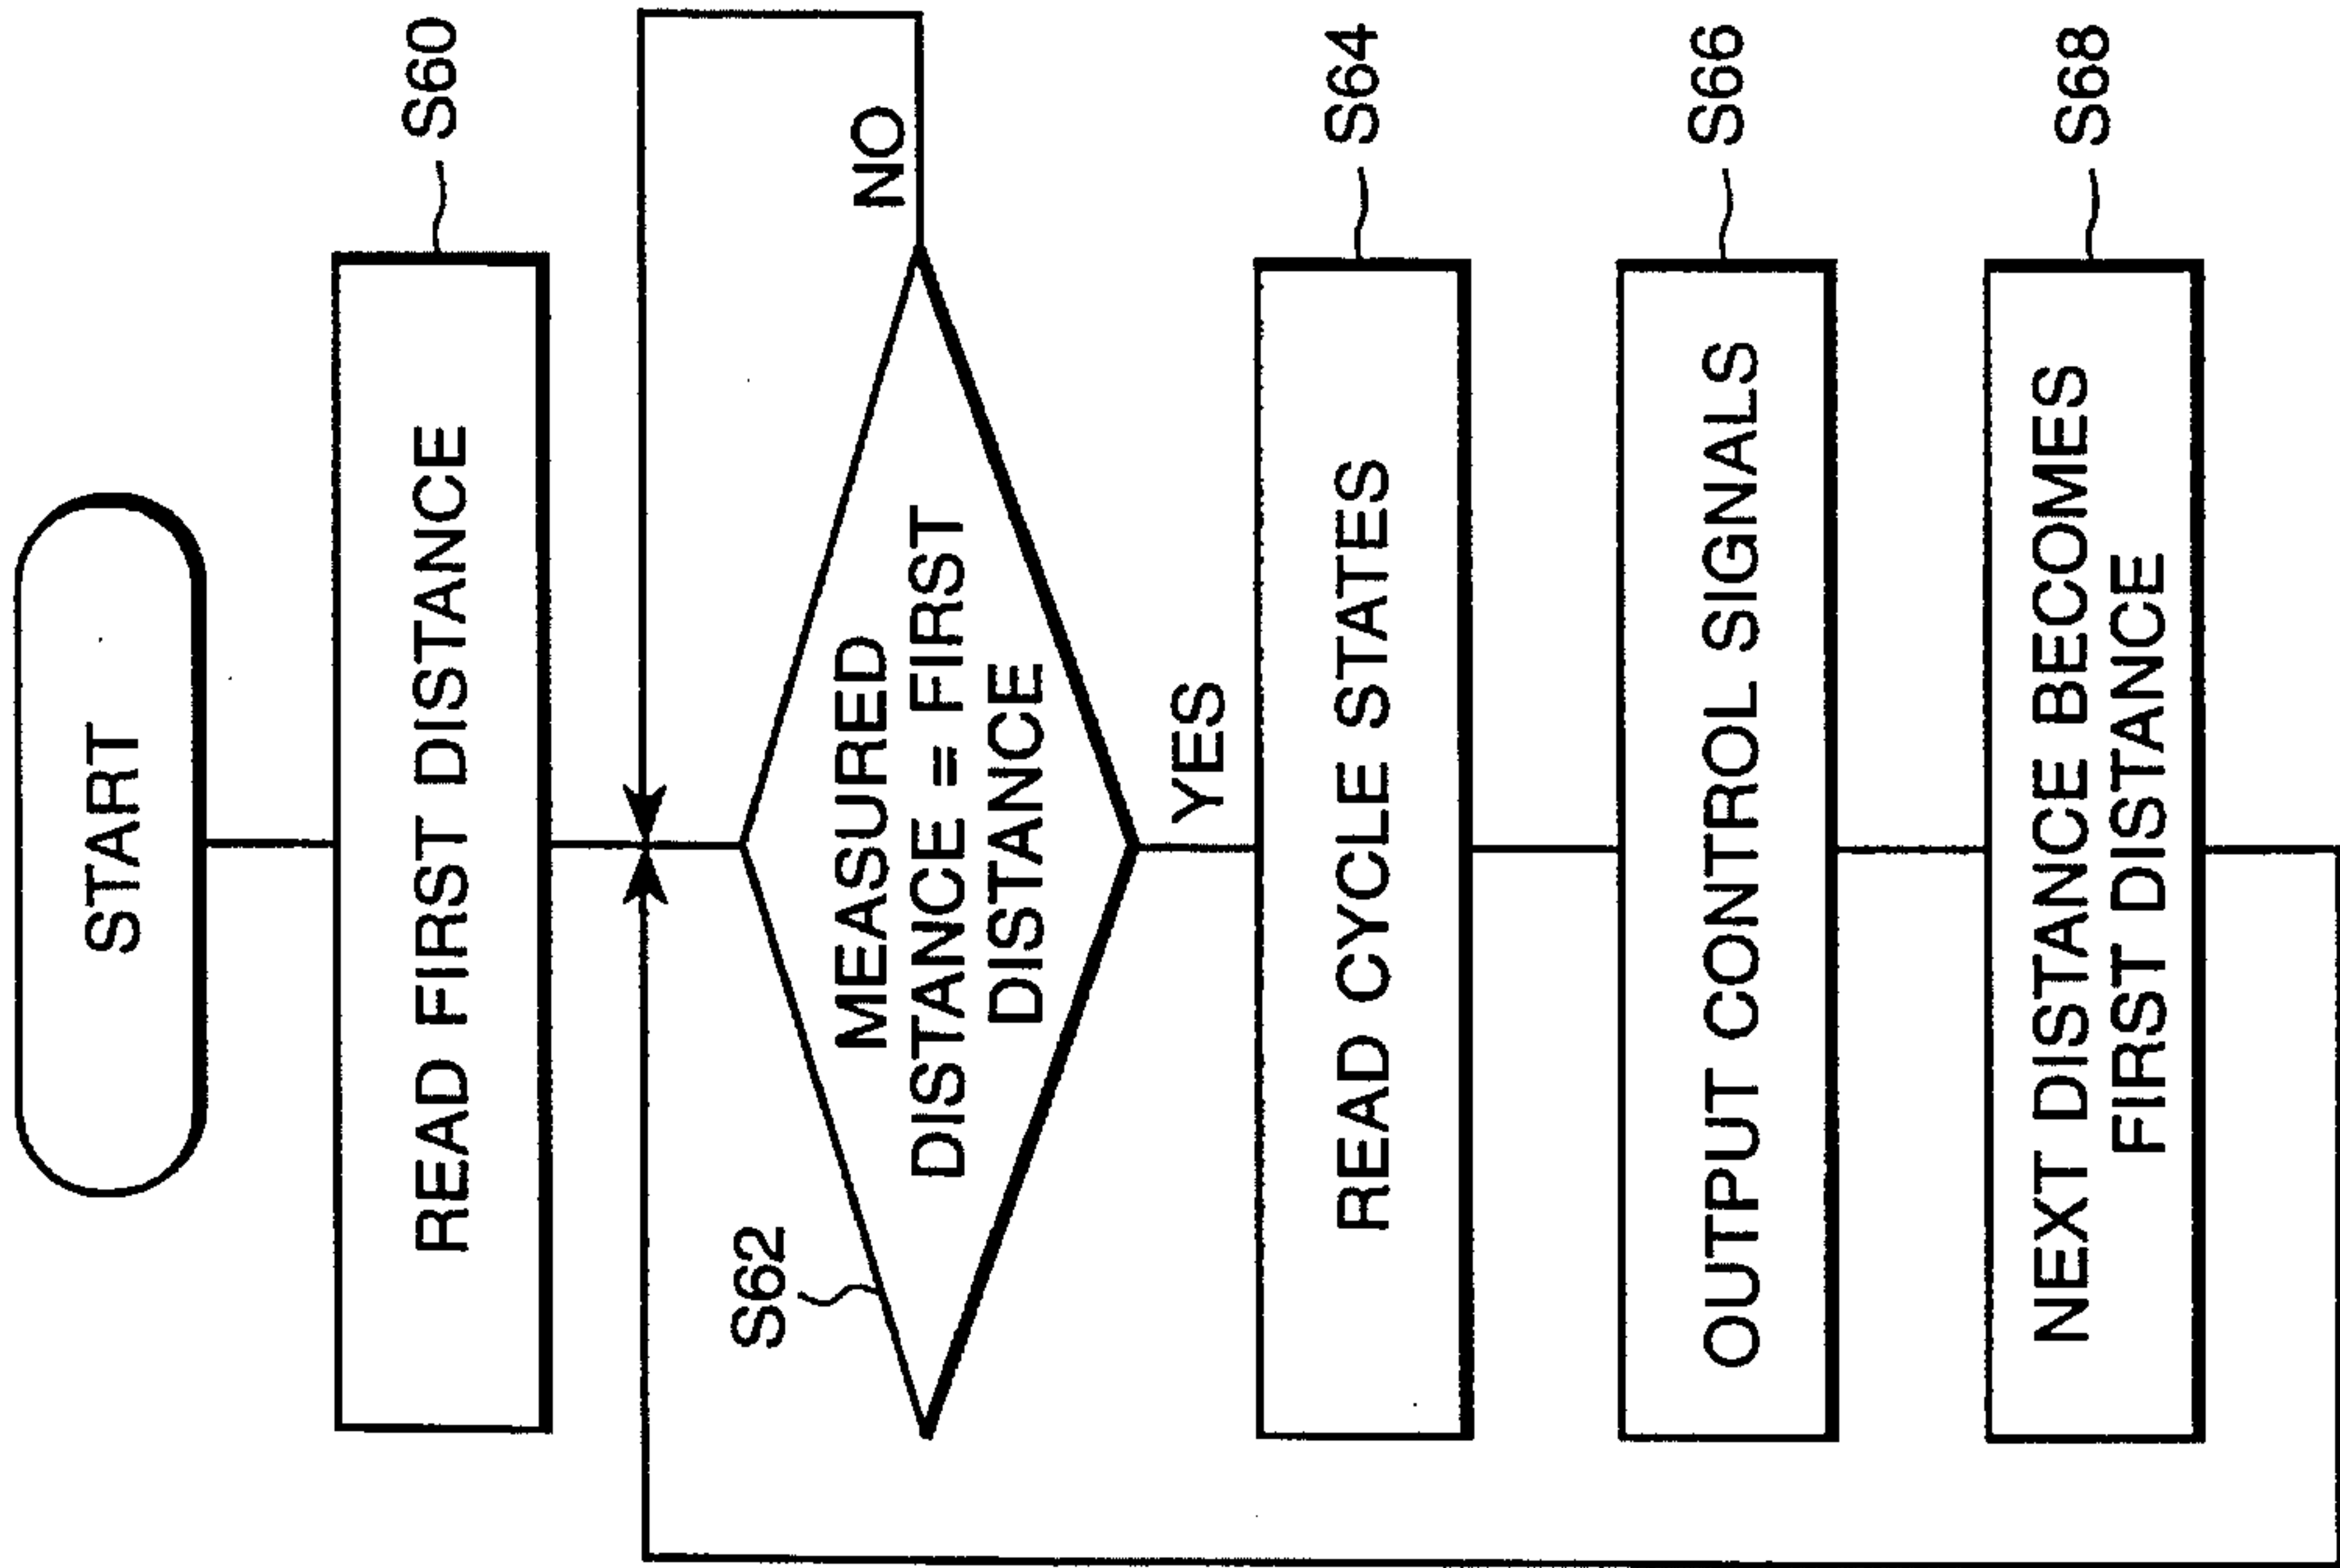 START
READ FIRST DISTANCE
S60
NO
S62
MEASURED
DISTANCE = FIRST
DISTANCE
YES
READ CYCLE STATES
S64
OUTPUT CONTROL SIGNALS
S66
NEXT DISTANCE BECOMES
FIRST DISTANCE
S68